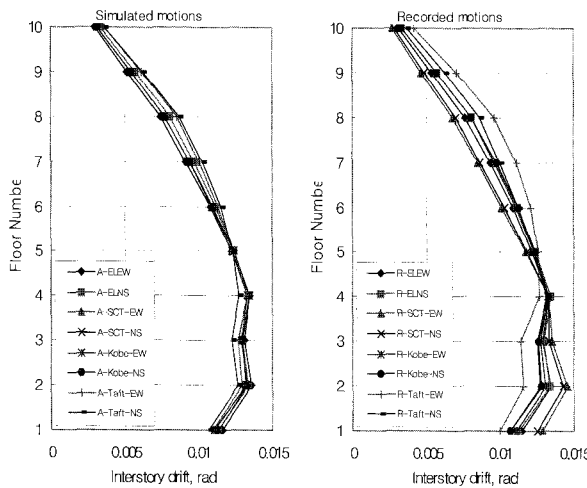 Simulated motions
10
9
8
7
6
5
4
3
2
1
Floor Numbe
A-ELEW
A-ELNS
A-SCT-EW
A-SCT-NS
A-Kobe-EW
A-Kobe-NS
A-Taft-EW
A-Taft-NS
0
0.005
0.01
0.015
Interstory drift, rad
Recorded motions
10
9
8
7
6
5
4
3
2
1
Floor Numbe
R-ELEW
R-ELNS
R-SCT-EW
R-SCT-NS
R-Kobe-EW
R-Kobe-NS
R-Taft-EW
R-Taft-NS
0
0.005
0.01
0.015
Interstory drift, rad